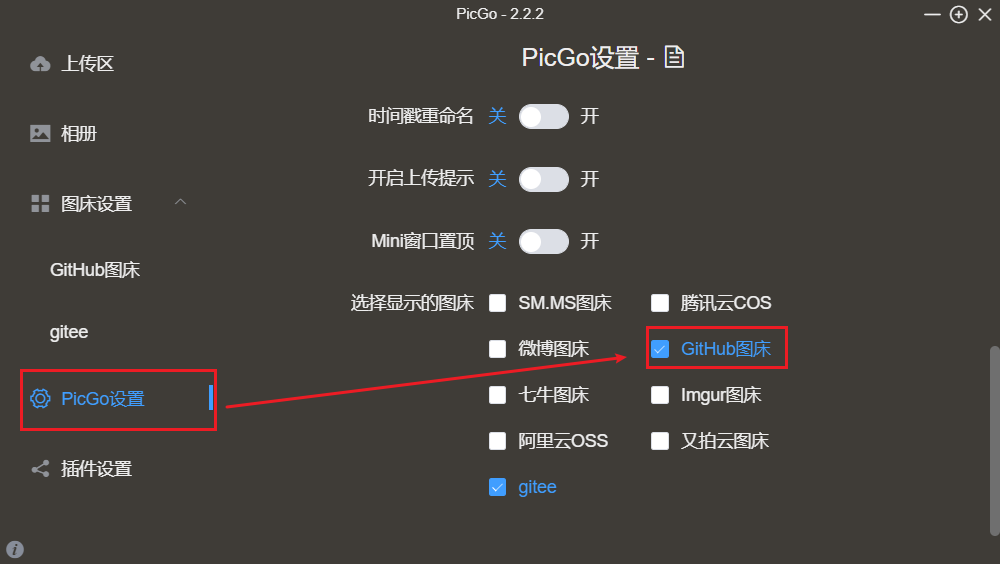 PicGo - 2.2.2
PicGo设置 -
上传区
相册
图床设置
GitHub图床
gitee
PicGo设置
插件设置
时间戳重命名 关 开
开启上传提示 关 开
Mini窗口置顶 关 开
选择显示的图床 SM.MS图床 腾讯云COS
微博图床 GitHub图床
七牛图床 Imgur图床
阿里云OSS 又拍云图床
gitee